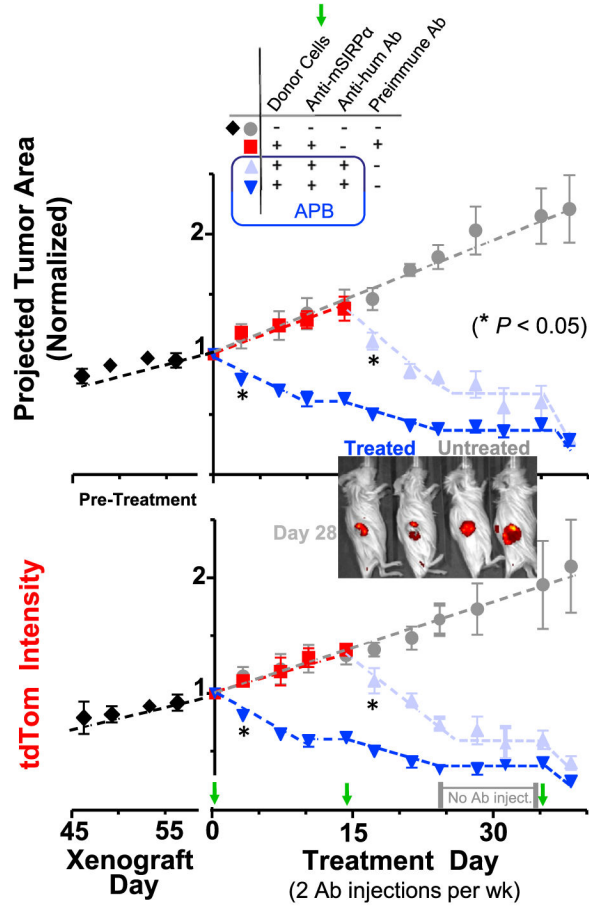 Donor Cells
Anti-mSIRPα
Anti-hum Ab
Preimmune Ab
- - - -
+ + - +
+ + + -
+ + + -
APB
Projected Tumor Area
(Normalized)
2
1
(* P < 0.05)
*
*
Pre-Treatment
Treated Untreated
Day 28
tdTom Intensity
2
1
*
*
No Ab inject.
45 55
0 15 30
Xenograft
Day
Treatment Day
(2 Ab injections per wk)